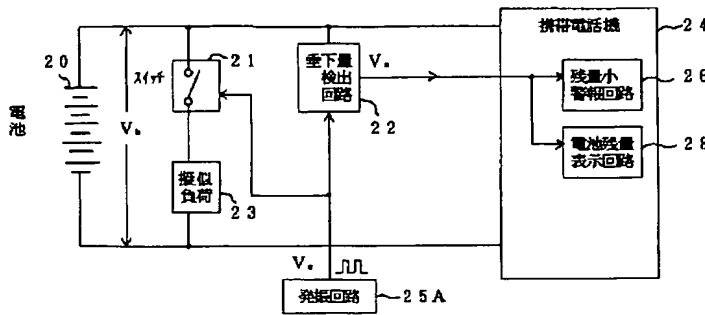 20
電池
Vb
スイッチ
21
擬似
負荷
23
垂下量
検出
回路
22
Vs
携帯電話機
24
残量小
警報回路
26
電池残量
表示回路
28
Ve
発振回路
25A